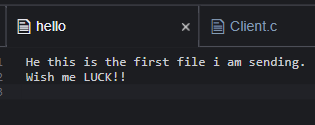 hello × Client.c
1 He this is the first file i am sending.
2 Wish me LUCK!!
3